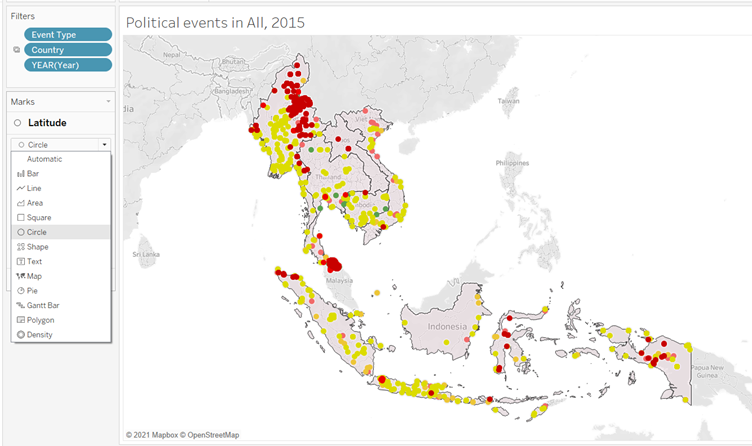 Filters
Political events in All, 2015
Event Type
Country
YEAR(Year)
Marks
Latitude
Circle
Automatic
Bar
Line
Area
Square
Circle
Shape
Text
Map
Pie
Gantt Bar
Polygon
Density
Nepal
Bhutan
Bangladesh
Taiwan
Thailand
Philippines
Sri Lanka
Malaysia
Indonesia
Papua New
Guinea
© 2021 Mapbox © OpenStreetMap